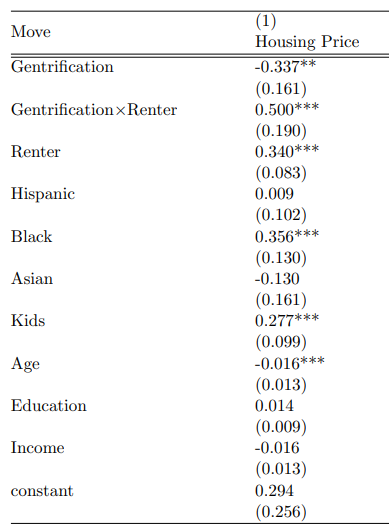 Move (1)
Housing Price
Gentrification -0.337**
(0.161)
Gentrification×Renter 0.500***
(0.190)
Renter 0.340***
(0.083)
Hispanic 0.009
(0.102)
Black 0.356***
(0.130)
Asian -0.130
(0.161)
Kids 0.277***
(0.099)
Age -0.016***
(0.013)
Education 0.014
(0.009)
Income -0.016
(0.013)
constant 0.294
(0.256)